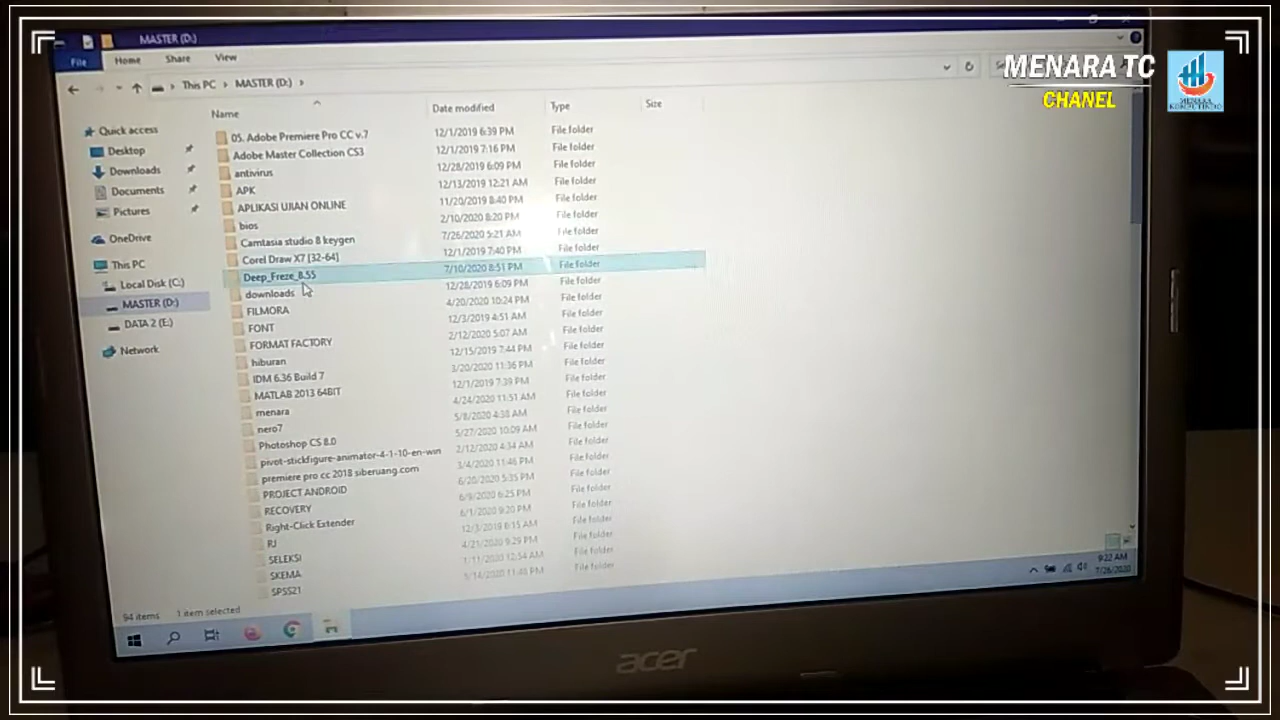 MASTER (D:)
File Home Share View
This PC > MASTER (D:) >
MENARA TC
CHANEL
MENARA
Name Date modified Type Size
Quick access
Desktop
Downloads
Documents
Pictures
OneDrive
This PC
Local Disk (C:)
MASTER (D:)
DATA 2 (E:)
Network
05. Adobe Premiere Pro CC v.7 12/1/2019 6:39 PM File folder
Adobe Master Collection CS3 12/1/2019 7:16 PM File folder
antivirus 12/28/2019 6:09 PM File folder
APK 12/13/2019 12:21 AM File folder
APLIKASI UJIAN ONLINE 11/20/2019 8:40 PM File folder
bios 2/10/2020 8:20 PM File folder
Camtasia studio 8 keygen 7/26/2020 5:21 AM File folder
Corel Draw X7 [32-64] 12/1/2019 7:40 PM File folder
Deep_Freze_8.55 7/10/2020 8:51 PM File folder
downloads 12/28/2019 6:09 PM File folder
FILMORA 4/20/2020 10:24 PM File folder
FONT 12/3/2019 4:51 AM File folder
FORMAT FACTORY 2/12/2020 5:07 AM File folder
hiburan 12/15/2019 7:44 PM File folder
IDM 6.36 Build 7 3/20/2020 11:36 PM File folder
MATLAB 2013 64BIT 12/1/2019 7:39 PM File folder
menara 4/24/2020 11:51 AM File folder
nero7 5/8/2020 4:38 AM File folder
Photoshop CS 8.0 5/27/2020 10:09 AM File folder
pivot-stickfigure-animator-4-1-10-en-win 2/12/2020 4:34 AM File folder
premiere pro cc 2018 siberuang.com 3/4/2020 11:46 PM File folder
PROJECT ANDROID 6/20/2020 5:35 PM File folder
RECOVERY 6/9/2020 6:25 PM File folder
Right-Click Extender 6/1/2020 9:20 PM File folder
RJ 12/3/2019 6:15 AM File folder
SELEKSI 4/21/2020 9:29 PM File folder
SKEMA 1/11/2020 12:54 AM File folder
SPSS21 5/14/2020 11:48 PM File folder
94 items 1 item selected
9:22 AM
7/26/2020
acer